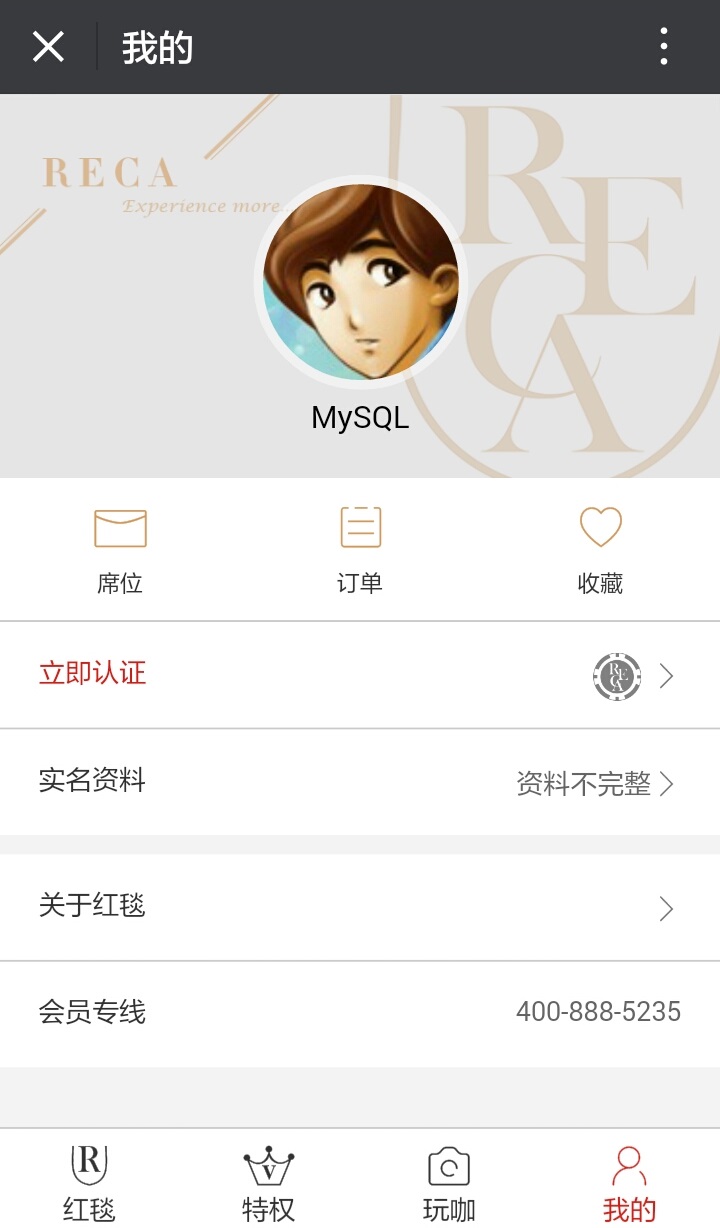 我的
RECA
Experience more...
RECA
MySQL
席位
订单
收藏
立即认证
RECA
实名资料
资料不完整
关于红毯
会员专线
400-888-5235
R
V
红毯
特权
玩咖
我的